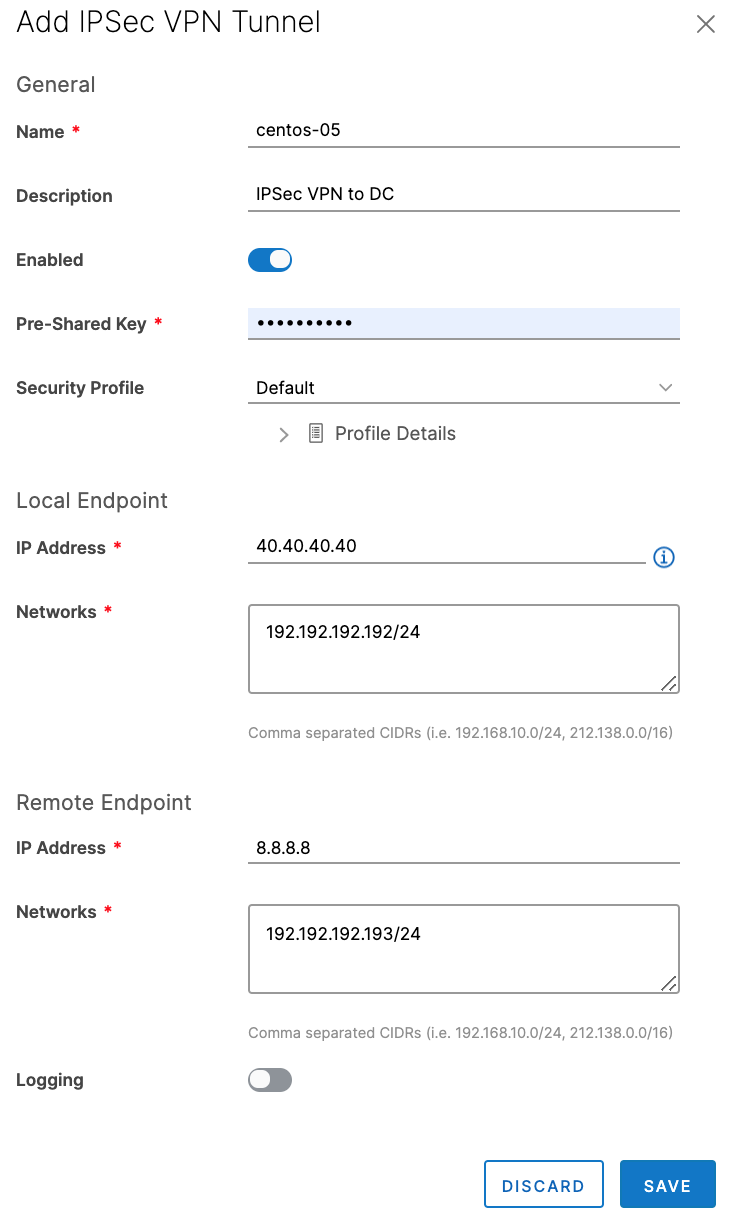 Add IPSec VPN Tunnel
General
Name *
centos-05
Description
IPSec VPN to DC
Enabled
Pre-Shared Key *
••••••••••
Security Profile
Default
Profile Details
Local Endpoint
IP Address *
40.40.40.40
Networks *
192.192.192.192/24
Comma separated CIDRs (i.e. 192.168.10.0/24, 212.138.0.0/16)
Remote Endpoint
IP Address *
8.8.8.8
Networks *
192.192.192.193/24
Comma separated CIDRs (i.e. 192.168.10.0/24, 212.138.0.0/16)
Logging
DISCARD
SAVE